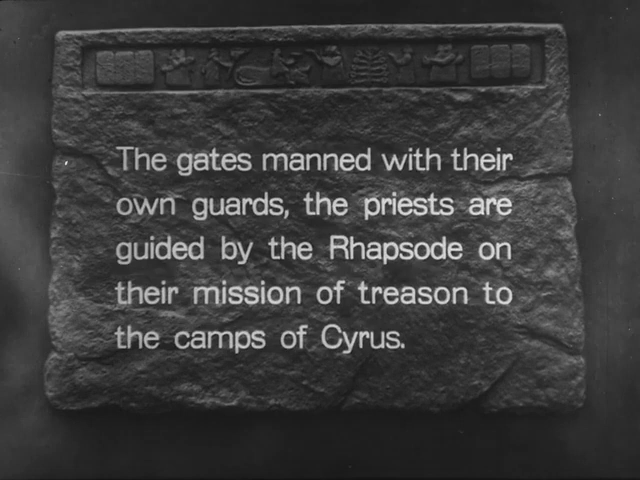 The gates manned with their
own guards, the priests are
guided by the Rhapsode on
their mission of treason to
the camps of Cyrus.